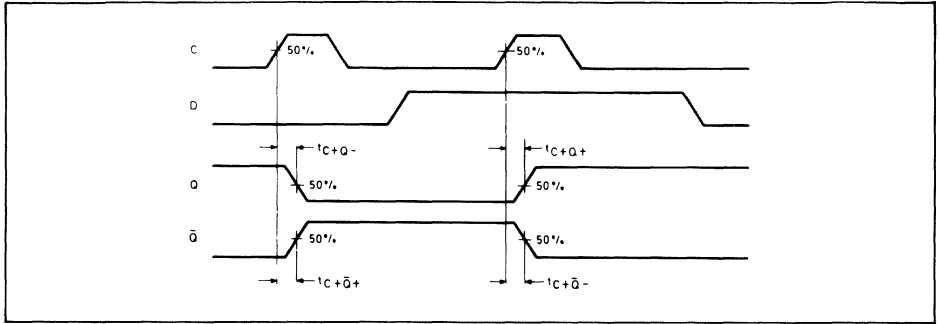 C 50% 50%
D
tC+Q- tC+Q+
Q 50% 50%
Q̄ 50% 50%
tC+Q̄+ tC+Q̄-